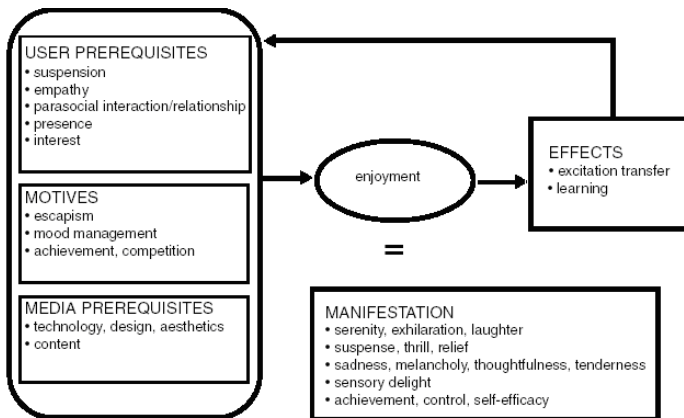 USER PREREQUISITES
• suspension
• empathy
• parasocial interaction/relationship
• presence
• interest
MOTIVES
• escapism
• mood management
• achievement, competition
MEDIA PREREQUISITES
• technology, design, aesthetics
• content
enjoyment
=
EFFECTS
• excitation transfer
• learning
MANIFESTATION
• serenity, exhilaration, laughter
• suspense, thrill, relief
• sadness, melancholy, thoughtfulness, tenderness
• sensory delight
• achievement, control, self-efficacy